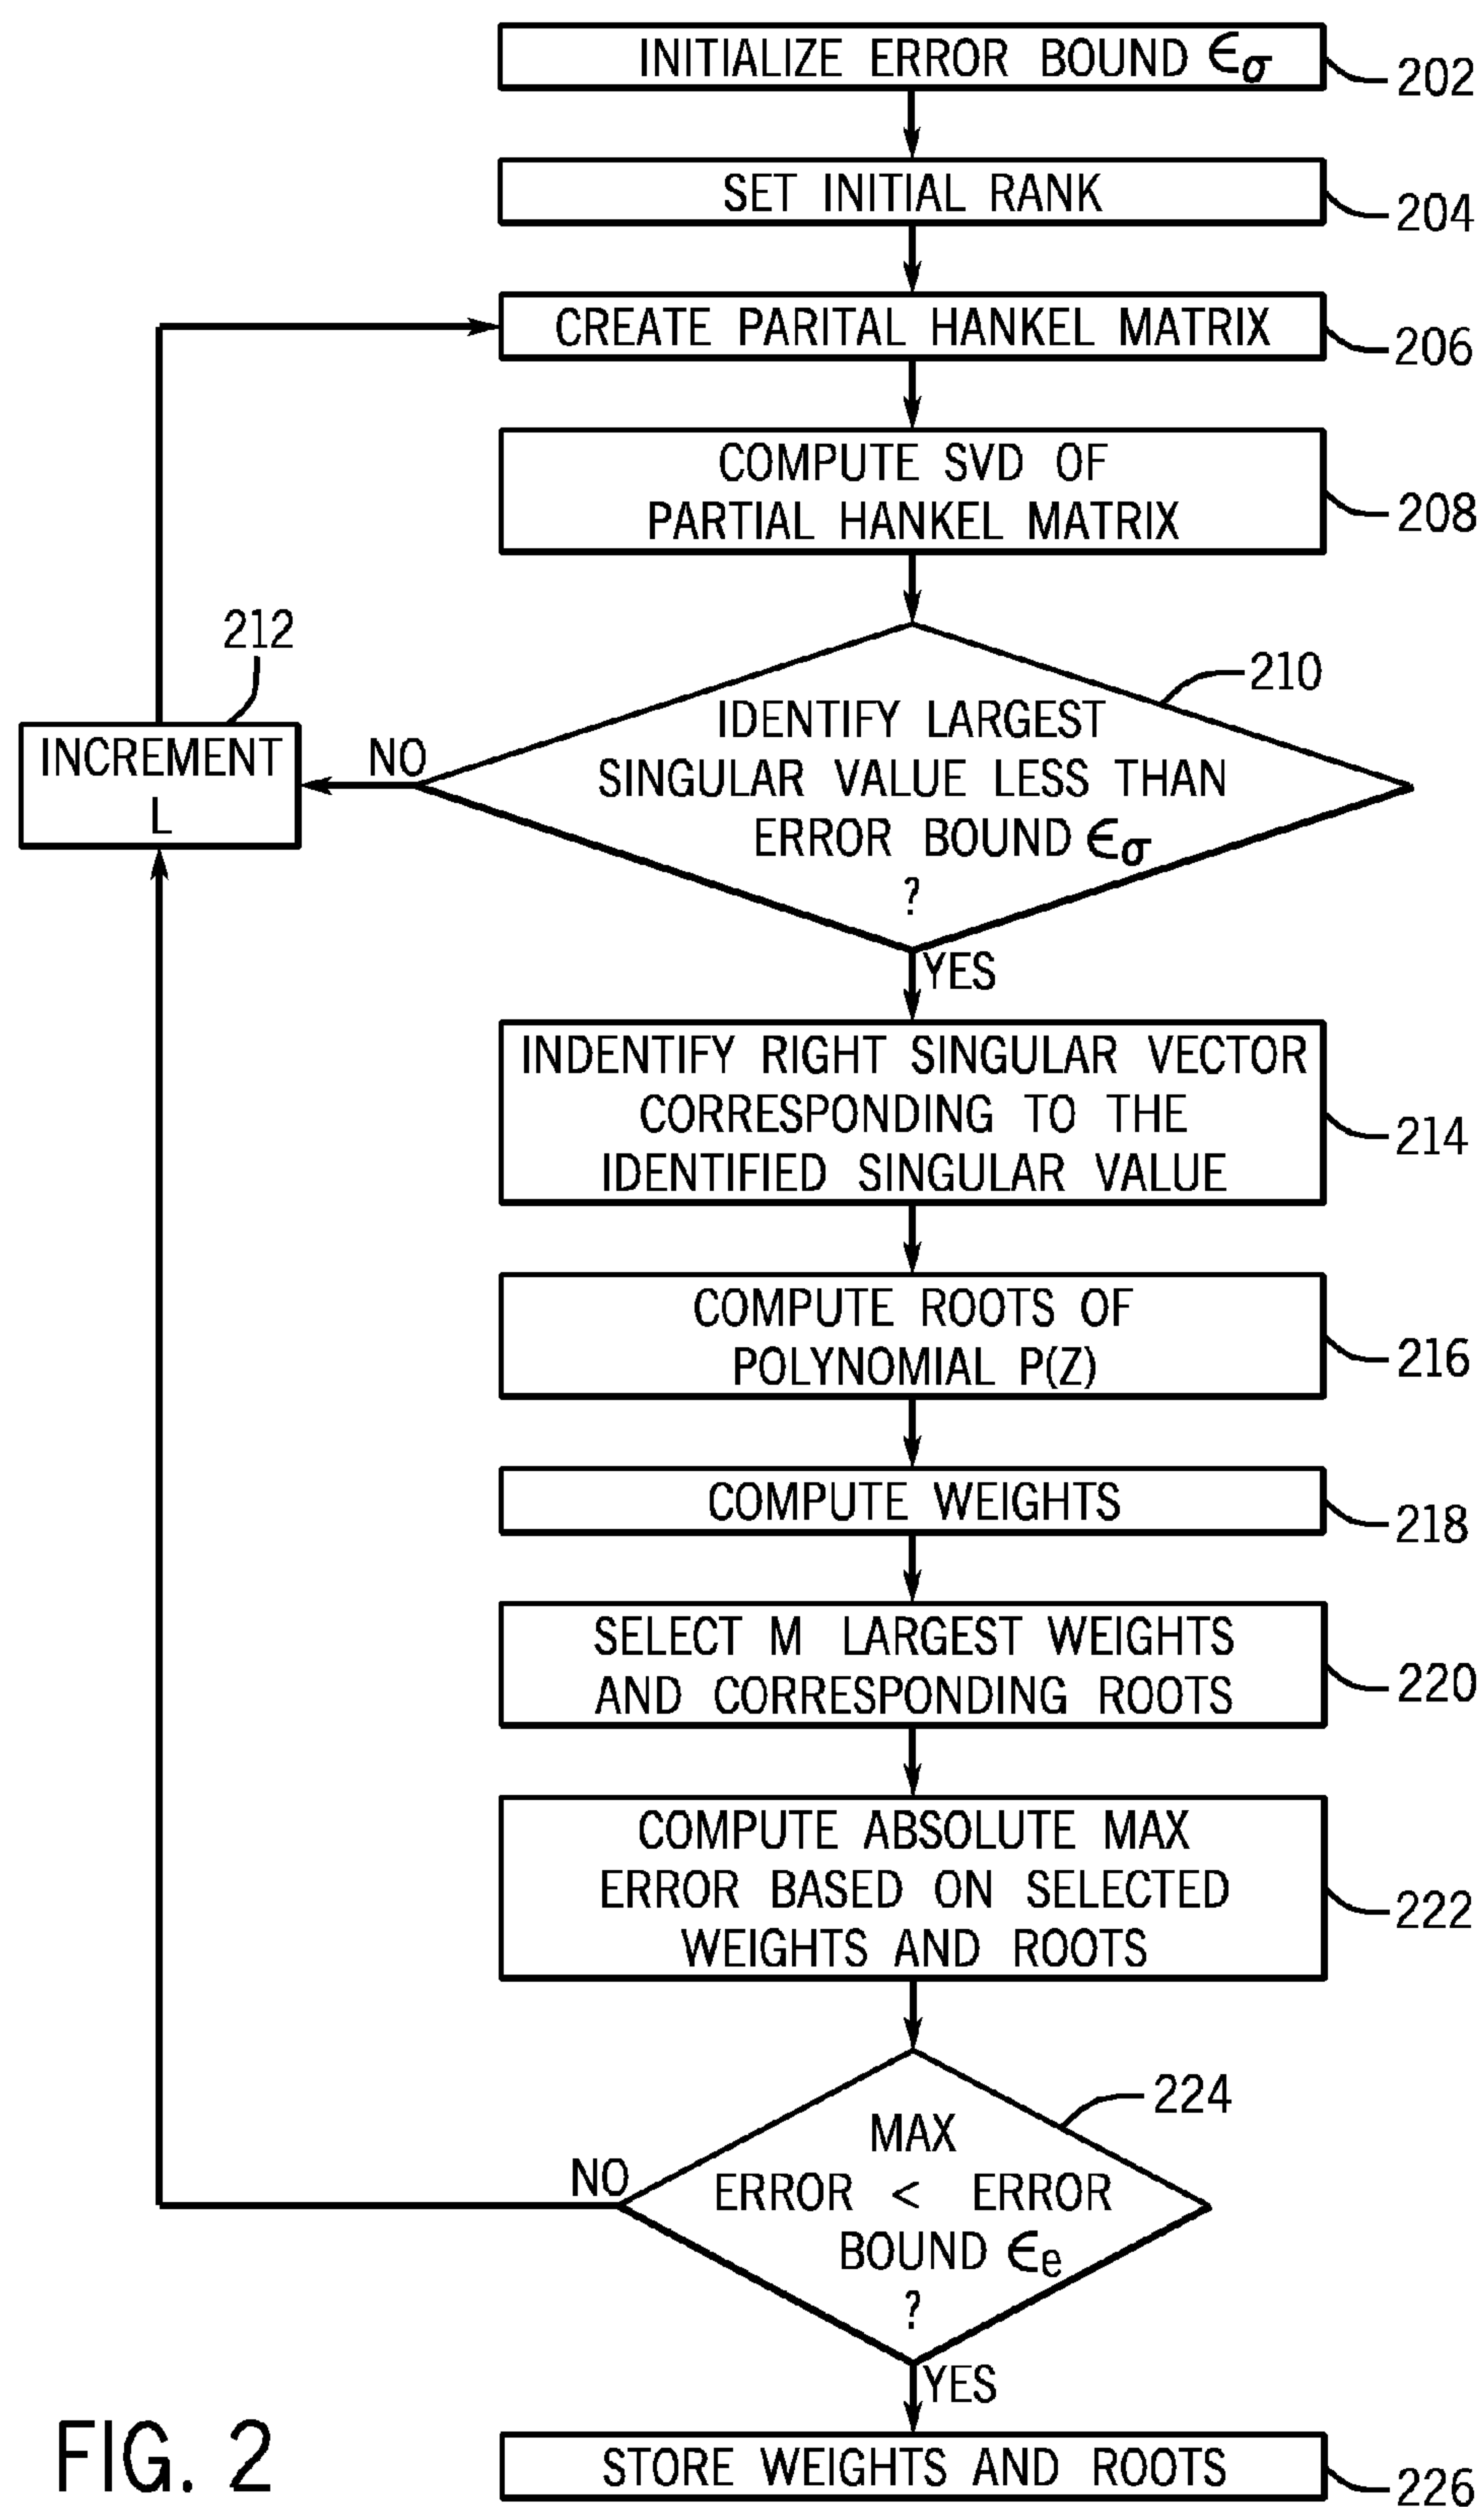 INITIALIZE ERROR BOUND ϵσ
202
SET INITIAL RANK
204
CREATE PARITAL HANKEL MATRIX
206
COMPUTE SVD OF
PARTIAL HANKEL MATRIX
208
212
210
INCREMENT
L
NO
IDENTIFY LARGEST
SINGULAR VALUE LESS THAN
ERROR BOUND ϵσ
?
YES
INDENTIFY RIGHT SINGULAR VECTOR
CORRESPONDING TO THE
IDENTIFIED SINGULAR VALUE
214
COMPUTE ROOTS OF
POLYNOMIAL P(Z)
216
COMPUTE WEIGHTS
218
SELECT M LARGEST WEIGHTS
AND CORRESPONDING ROOTS
220
COMPUTE ABSOLUTE MAX
ERROR BASED ON SELECTED
WEIGHTS AND ROOTS
222
224
NO
MAX
ERROR < ERROR
BOUND ϵe
?
YES
STORE WEIGHTS AND ROOTS
226
FIG. 2